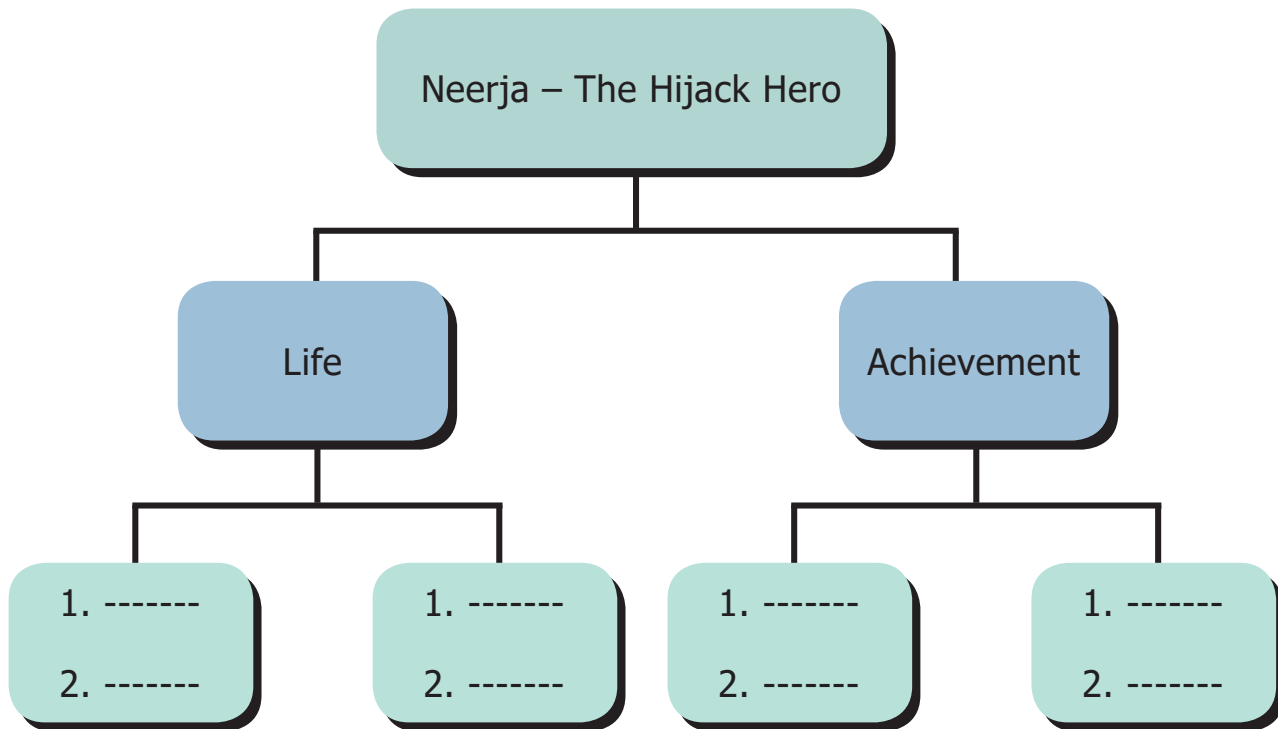 Neerja – The Hijack Hero
Life
Achievement
1. -------
2. -------
1. -------
2. -------
1. -------
2. -------
1. -------
2. -------